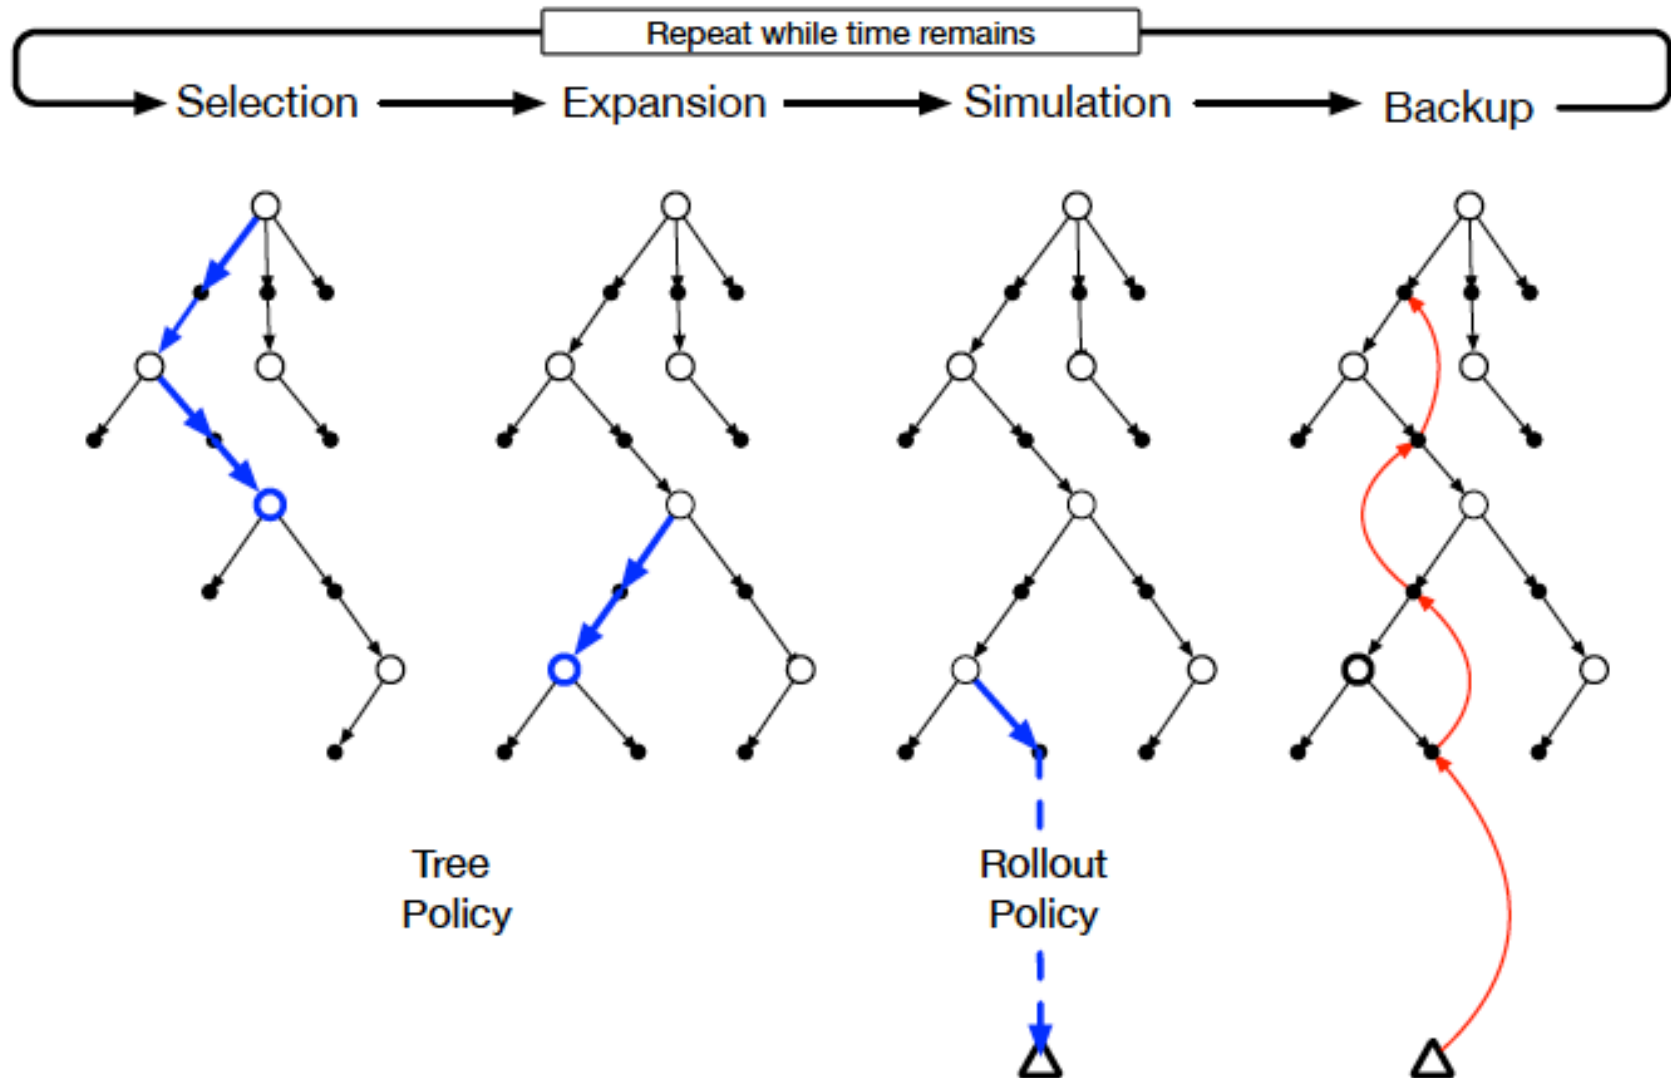 Repeat while time remains
Selection
Expansion
Simulation
Backup
Tree
Policy
Rollout
Policy